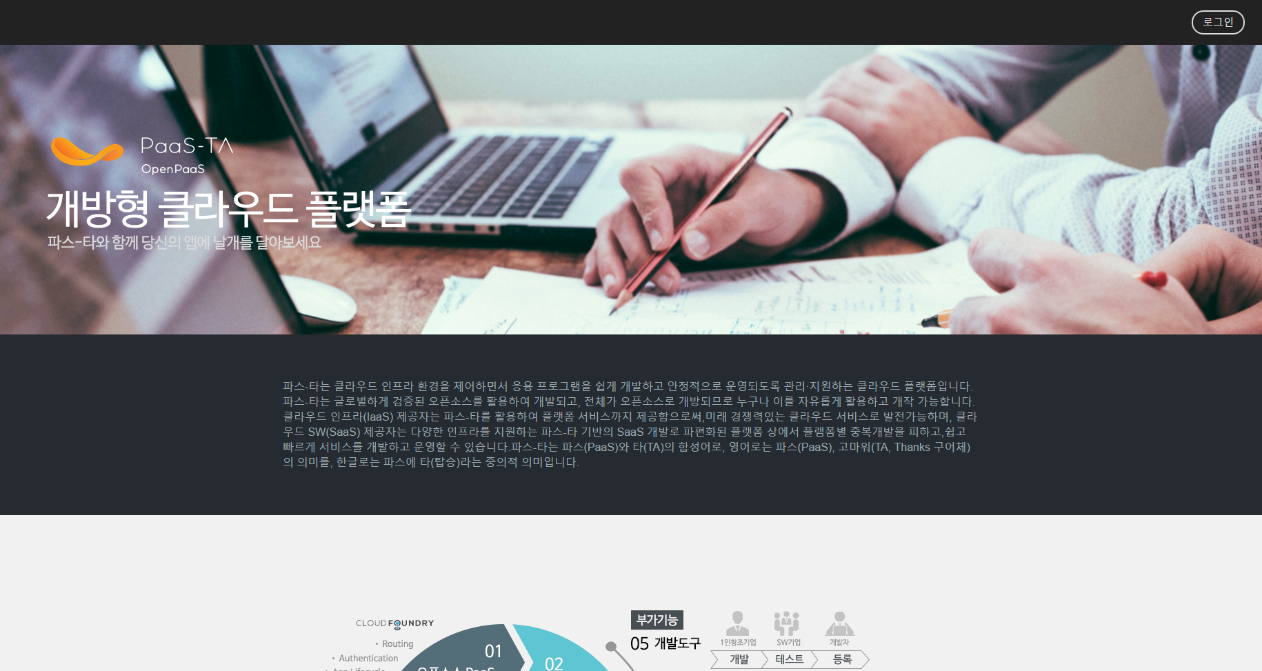 로그인
PaaS-TA
OpenPaaS
개방형 클라우드 플랫폼
파스-타와 함께 당신의 앱에 날개를 달아보세요
파스-타는 클라우드 인프라 환경을 제어하면서 응용 프로그램을 쉽게 개발하고 안정적으로 운영되도록 관리·지원하는 클라우드 플랫폼입니다.
파스-타는 글로벌하게 검증된 오픈소스를 활용하여 개발되고, 전체가 오픈소스로 개방되므로 누구나 이를 자유롭게 활용하고 개작 가능합니다.
클라우드 인프라(IaaS) 제공자는 파스-타를 활용하여 플랫폼 서비스까지 제공함으로써,미래 경쟁력있는 클라우드 서비스로 발전가능하며, 클라
우드 SW(SaaS) 제공자는 다양한 인프라를 지원하는 파스-타 기반의 SaaS 개발로 파편화된 플랫폼 상에서 플랫폼별 중복개발을 피하고,쉽고
빠르게 서비스를 개발하고 운영할 수 있습니다.파스-타는 파스(PaaS)와 타(TA)의 합성어로, 영어로는 파스(PaaS), 고마워(TA, Thanks 구어체)
의 의미를, 한글로는 파스에 타(탑승)라는 중의적 의미입니다.
CLOUD FOUNDRY
• Routing
• Authentication
01
02
부가기능
05 개발도구
1인창조기업 SW기업 개발자
개발 테스트 등록